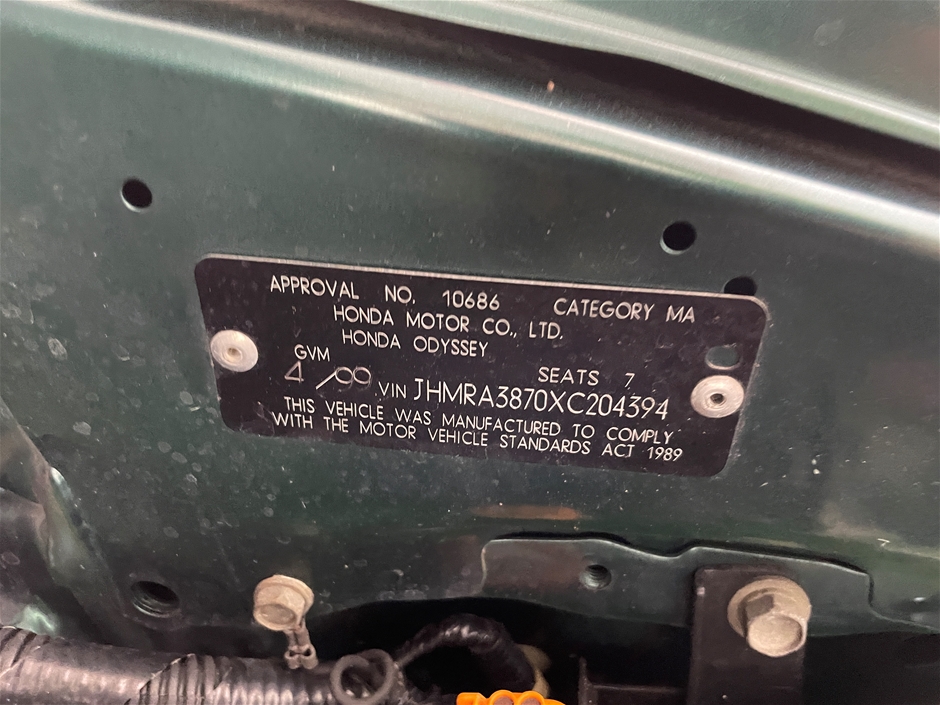 APPROVAL NO. 10686 CATEGORY MA
HONDA MOTOR CO., LTD.
HONDA ODYSSEY
GVM SEATS 7
4/00 VIN JHMRA3870XC204394
THIS VEHICLE WAS MANUFACTURED TO COMPLY
WITH THE MOTOR VEHICLE STANDARDS ACT 1989